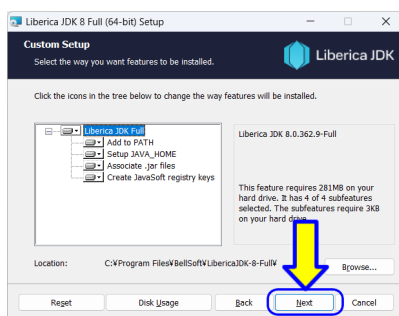 Liberica JDK 8 Full (64-bit) Setup
Custom Setup
Select the way you want features to be installed.
Liberica JDK
Click the icons in the tree below to change the way features will be installed.
Liberica JDK Full
Add to PATH
Setup JAVA_HOME
Associate .jar files
Create JavaSoft registry keys
Liberica JDK 8.0.362.9-Full
This feature requires 281MB on your
hard drive. It has 4 of 4 subfeatures
selected. The subfeatures require 3KB
on your hard drive.
Location: C:¥Program Files¥BellSoft¥LibericaJDK-8-Full¥
Browse...
Reset Disk Usage Back Next Cancel